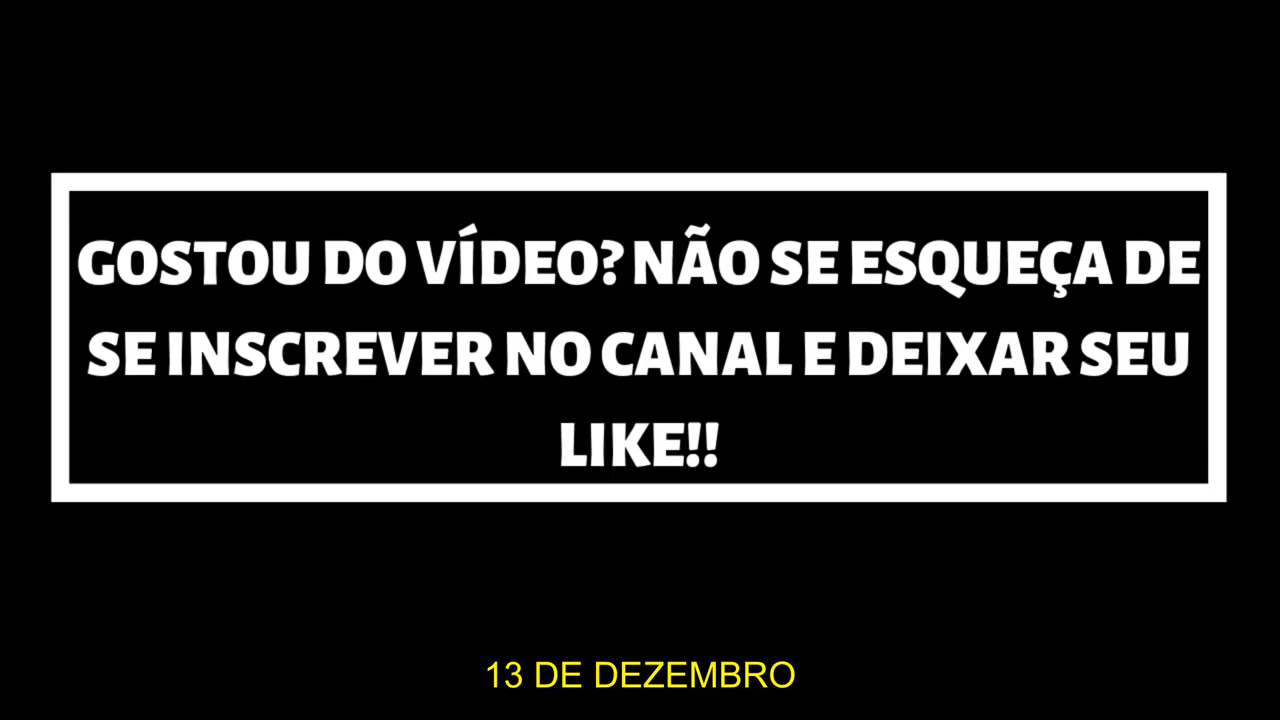 GOSTOU DO VÍDEO? NÃO SE ESQUEÇA DE
SE INSCREVER NO CANAL E DEIXAR SEU
LIKE!!
13 DE DEZEMBRO